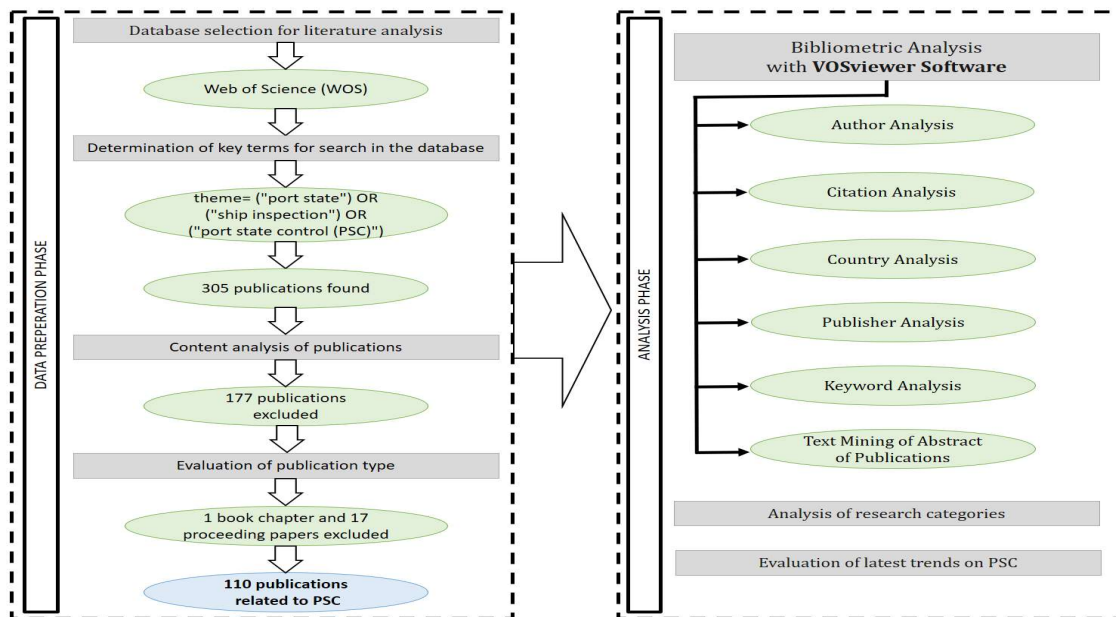 DATA PREPERATION PHASE
Database selection for literature analysis
Web of Science (WOS)
Determination of key terms for search in the database
theme= ("port state") OR
("ship inspection") OR
("port state control (PSC)")
305 publications found
Content analysis of publications
177 publications
excluded
Evaluation of publication type
1 book chapter and 17
proceeding papers excluded
110 publications
related to PSC
ANALYSIS PHASE
Bibliometric Analysis
with VOSviewer Software
Author Analysis
Citation Analysis
Country Analysis
Publisher Analysis
Keyword Analysis
Text Mining of Abstract
of Publications
Analysis of research categories
Evaluation of latest trends on PSC